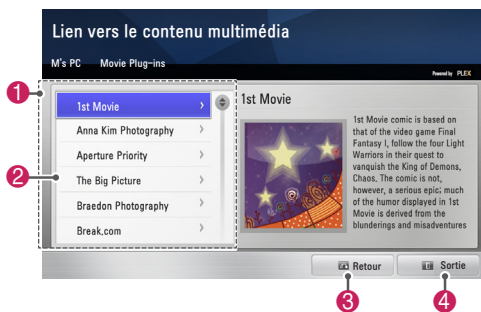 Lien vers le contenu multimédia
M's PC Movie Plug-ins
Powered by PLEX
1
1st Movie
Anna Kim Photography
Aperture Priority
2
The Big Picture
Braedon Photography
Break.com
1st Movie
1st Movie comic is based on
that of the video game Final
Fantasy I, follow the four Light
Warriors in their quest to
vanquish the King of Demons,
Chaos. The comic is not,
however, a serious epic; much
of the humor displayed in 1st
Movie is derived from the
blunderings and misadventures
Retour
Sortie
3
4